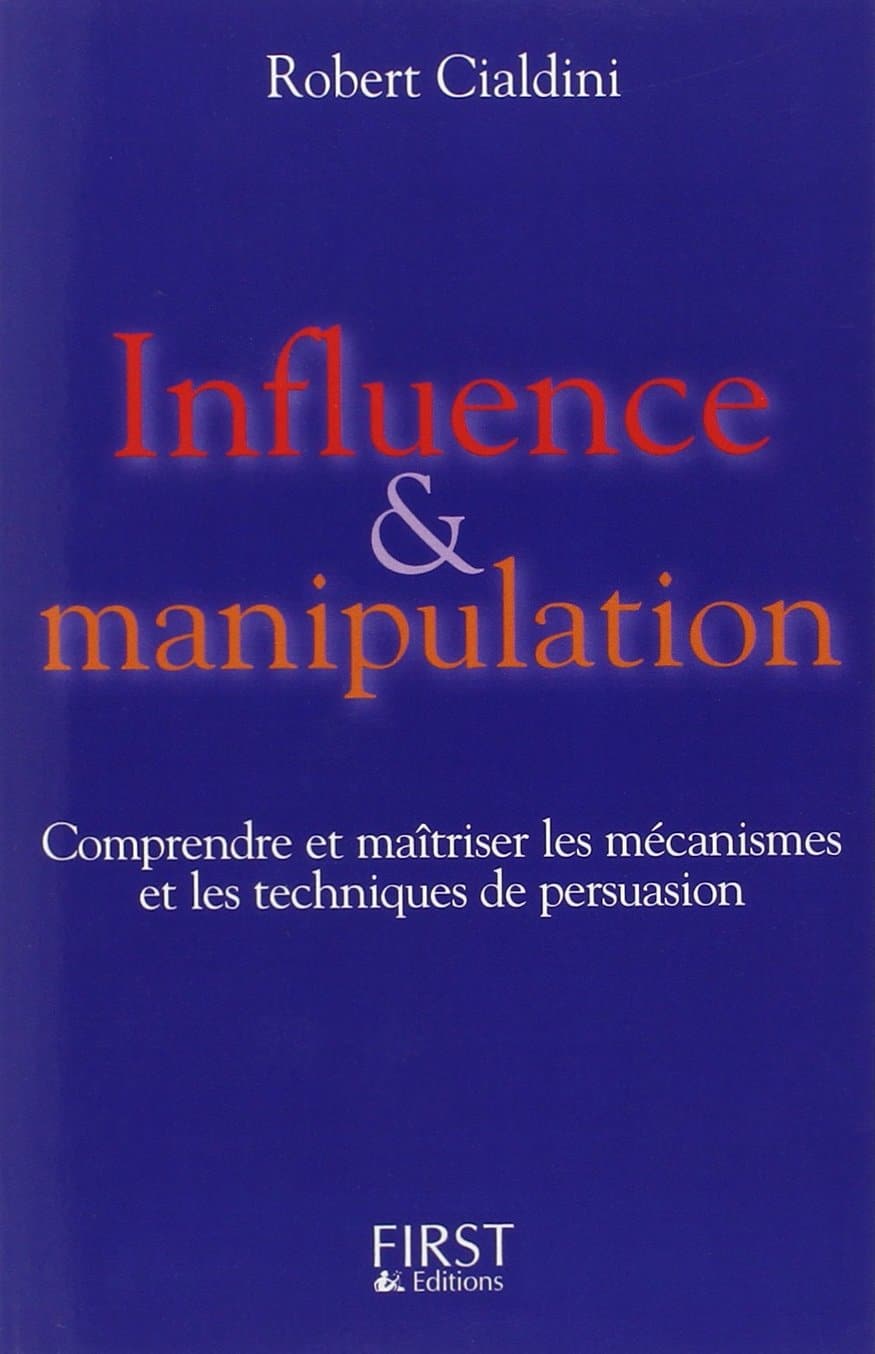 Robert Cialdini
Influence
&
manipulation
Comprendre et maîtriser les mécanismes
et les techniques de persuasion
FIRST
Editions